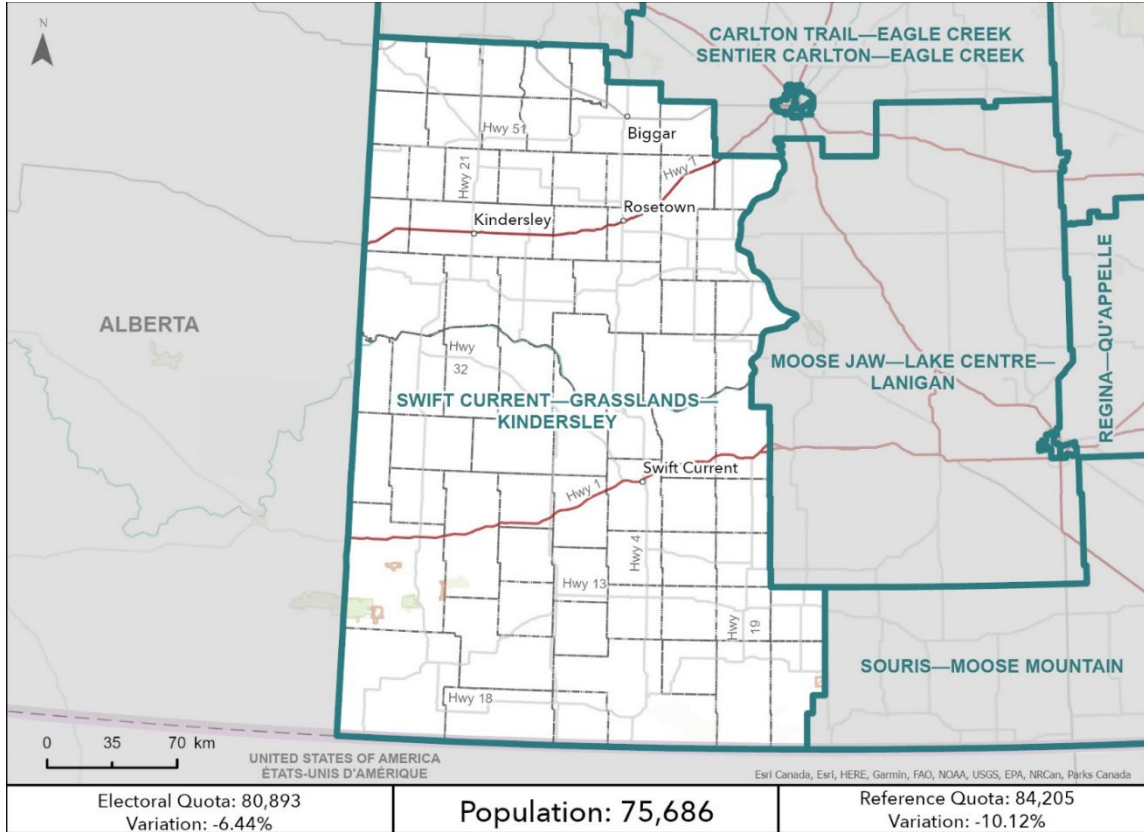 N
CARLTON TRAIL—EAGLE CREEK
SENTIER CARLTON—EAGLE CREEK
Biggar
Hwy 51
Hwy 21
Hwy 7
Rosetown
Kindersley
REGINA—QU'APPELLE
ALBERTA
Hwy
32
MOOSE JAW—LAKE CENTRE—
LANIGAN
SWIFT CURRENT—GRASSLANDS—
KINDERSLEY
Swift Current
Hwy 1
Hwy 4
Hwy 13
Hwy
19
SOURIS—MOOSE MOUNTAIN
Hwy 18
0 35 70 km
UNITED STATES OF AMERICA
ÉTATS-UNIS D'AMÉRIQUE
Esri Canada, Esri, HERE, Garmin, FAO, NOAA, USGS, EPA, NRCan, Parks Canada
Electoral Quota: 80,893
Variation: -6.44%
Population: 75,686
Reference Quota: 84,205
Variation: -10.12%